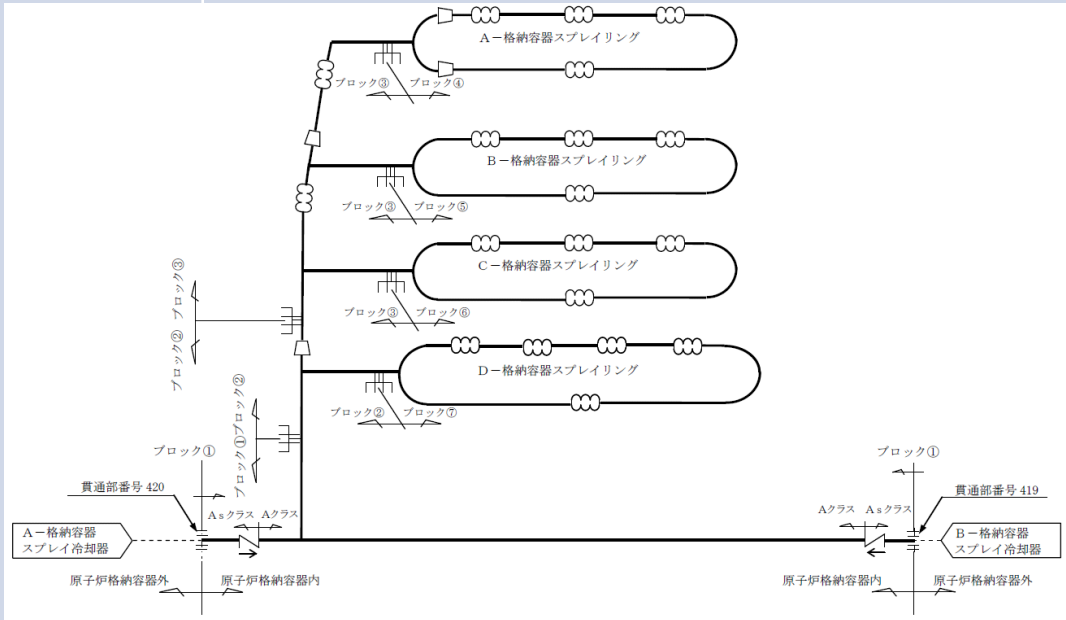 A－格納容器スプレイリング
ブロック③
ブロック④
B－格納容器スプレイリング
ブロック③
ブロック⑤
C－格納容器スプレイリング
ブロック③
ブロック⑥
ブロック③
ブロック②
D－格納容器スプレイリング
ブロック②
ブロック⑦
ブロック②
ブロック①
ブロック①
貫通部番号 420
Asクラス
Aクラス
A－格納容器
スプレイ冷却器
原子炉格納容器外
原子炉格納容器内
ブロック①
貫通部番号 419
Aクラス
Asクラス
B－格納容器
スプレイ冷却器
原子炉格納容器内
原子炉格納容器外